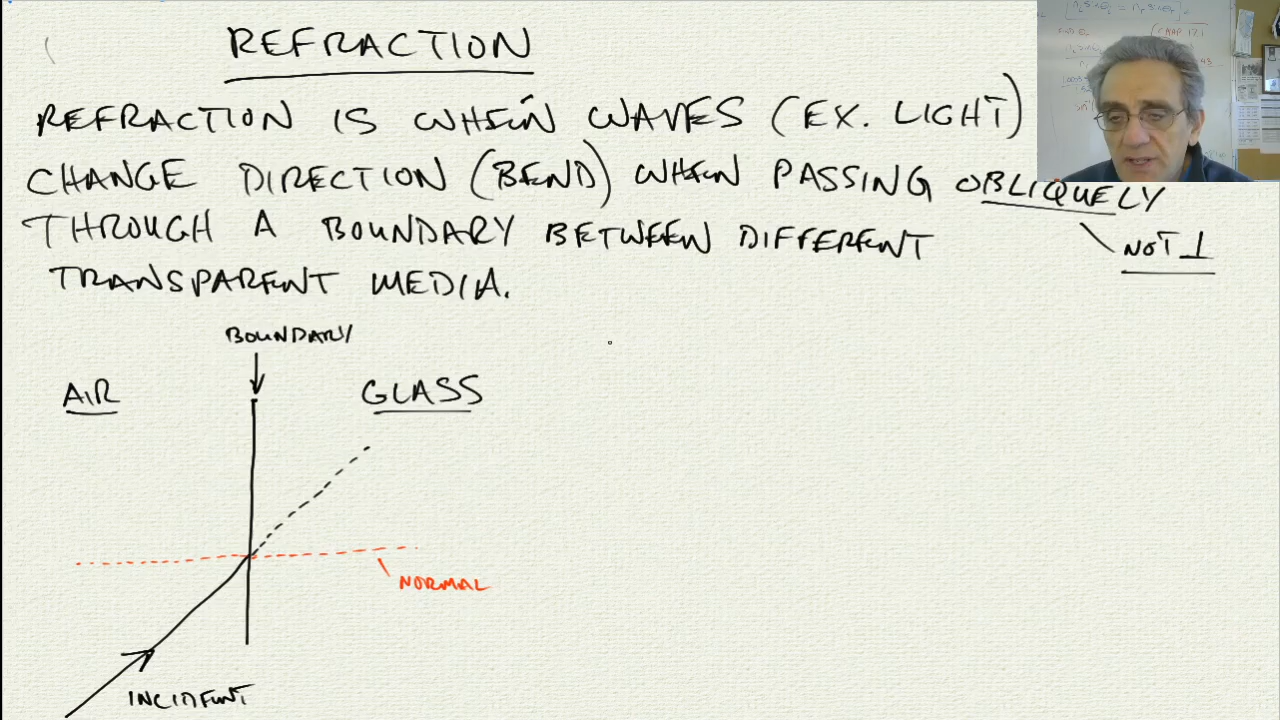 REFRACTION
REFRACTION IS WHEN WAVES (EX. LIGHT)
CHANGE DIRECTION (BEND) WHEN PASSING OBLIQUELY
THROUGH A BOUNDARY BETWEEN DIFFERENT
NOT ⊥
TRANSPARENT MEDIA.
BOUNDARY
AIR
GLASS
NORMAL
INCIDENT